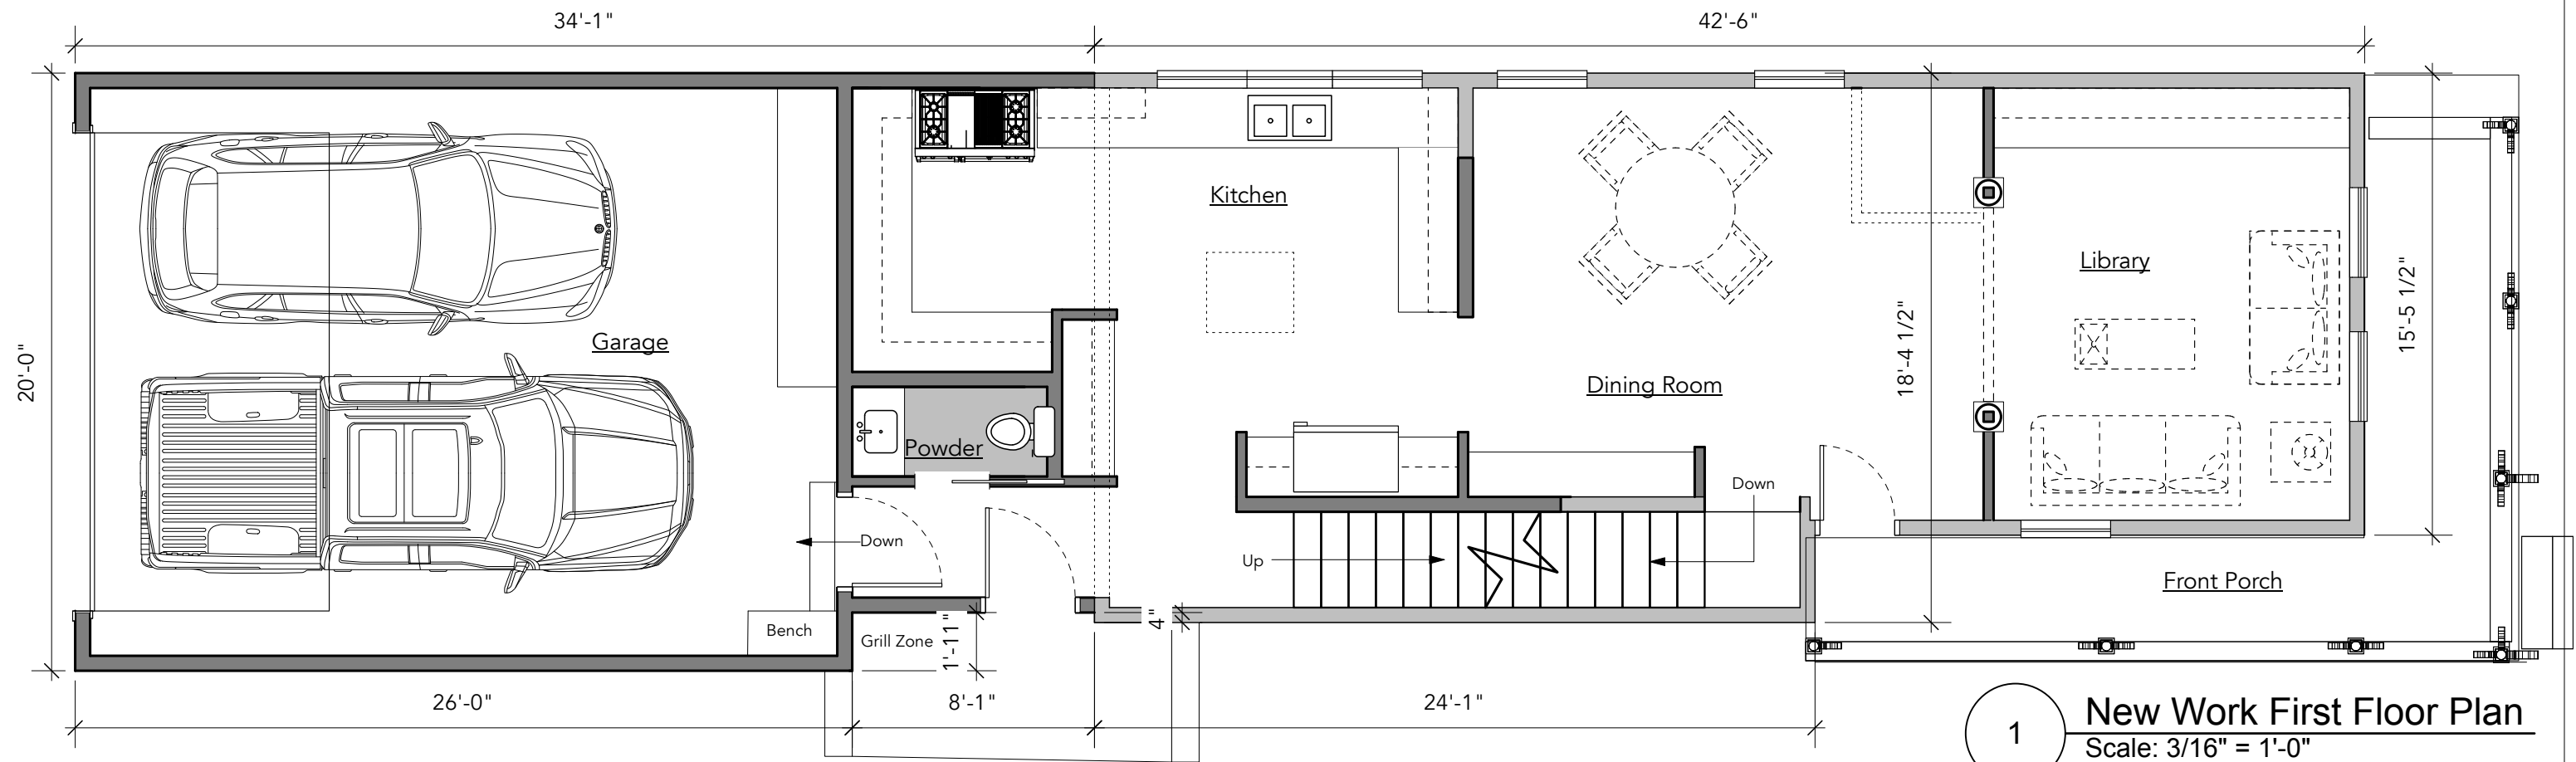 34'-1"
42'-6"
Kitchen
Library
Garage
20'-0"
18'-4 1/2"
15'-5 1/2"
Dining Room
Powder
Down
Down
Up
Front Porch
Bench
Grill Zone
1'-11"
4"
26'-0"
8'-1"
24'-1"
1
New Work First Floor Plan
Scale: 3/16" = 1'-0"